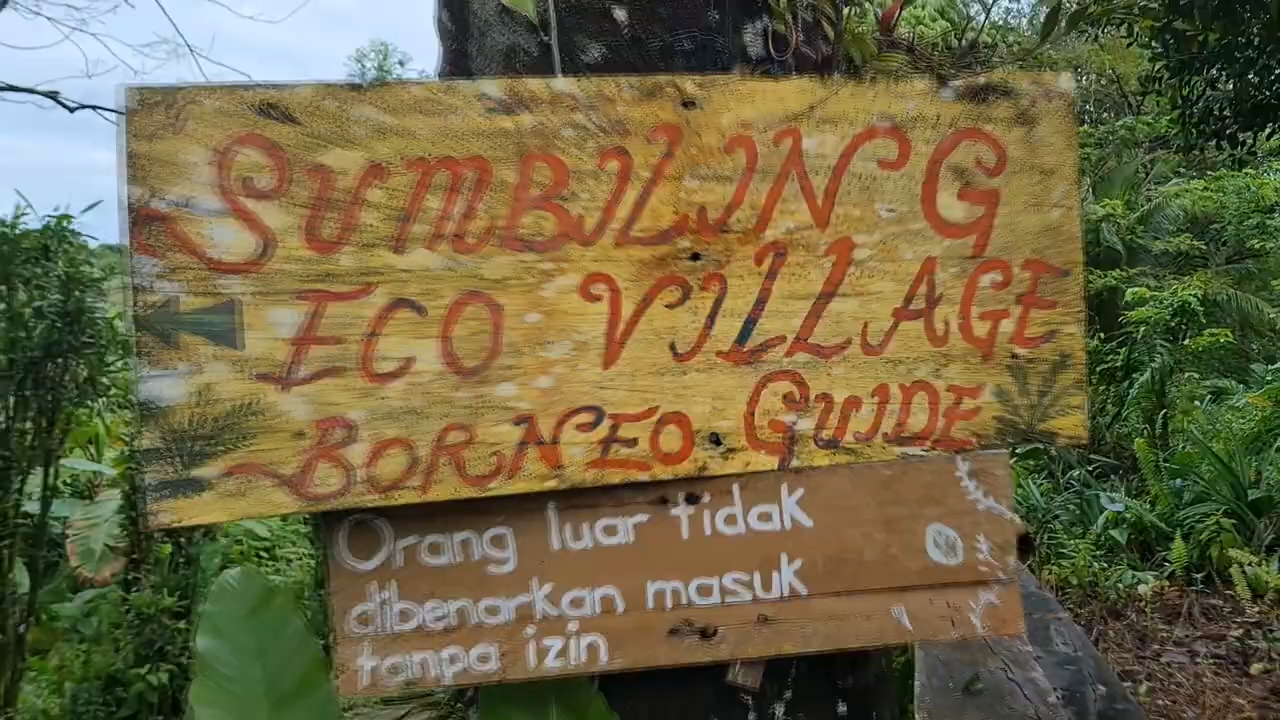 SUMBILING
ECO VILLAGE
BORNEO GUIDE
Orang luar tidak
dibenarkan masuk
tanpa izin